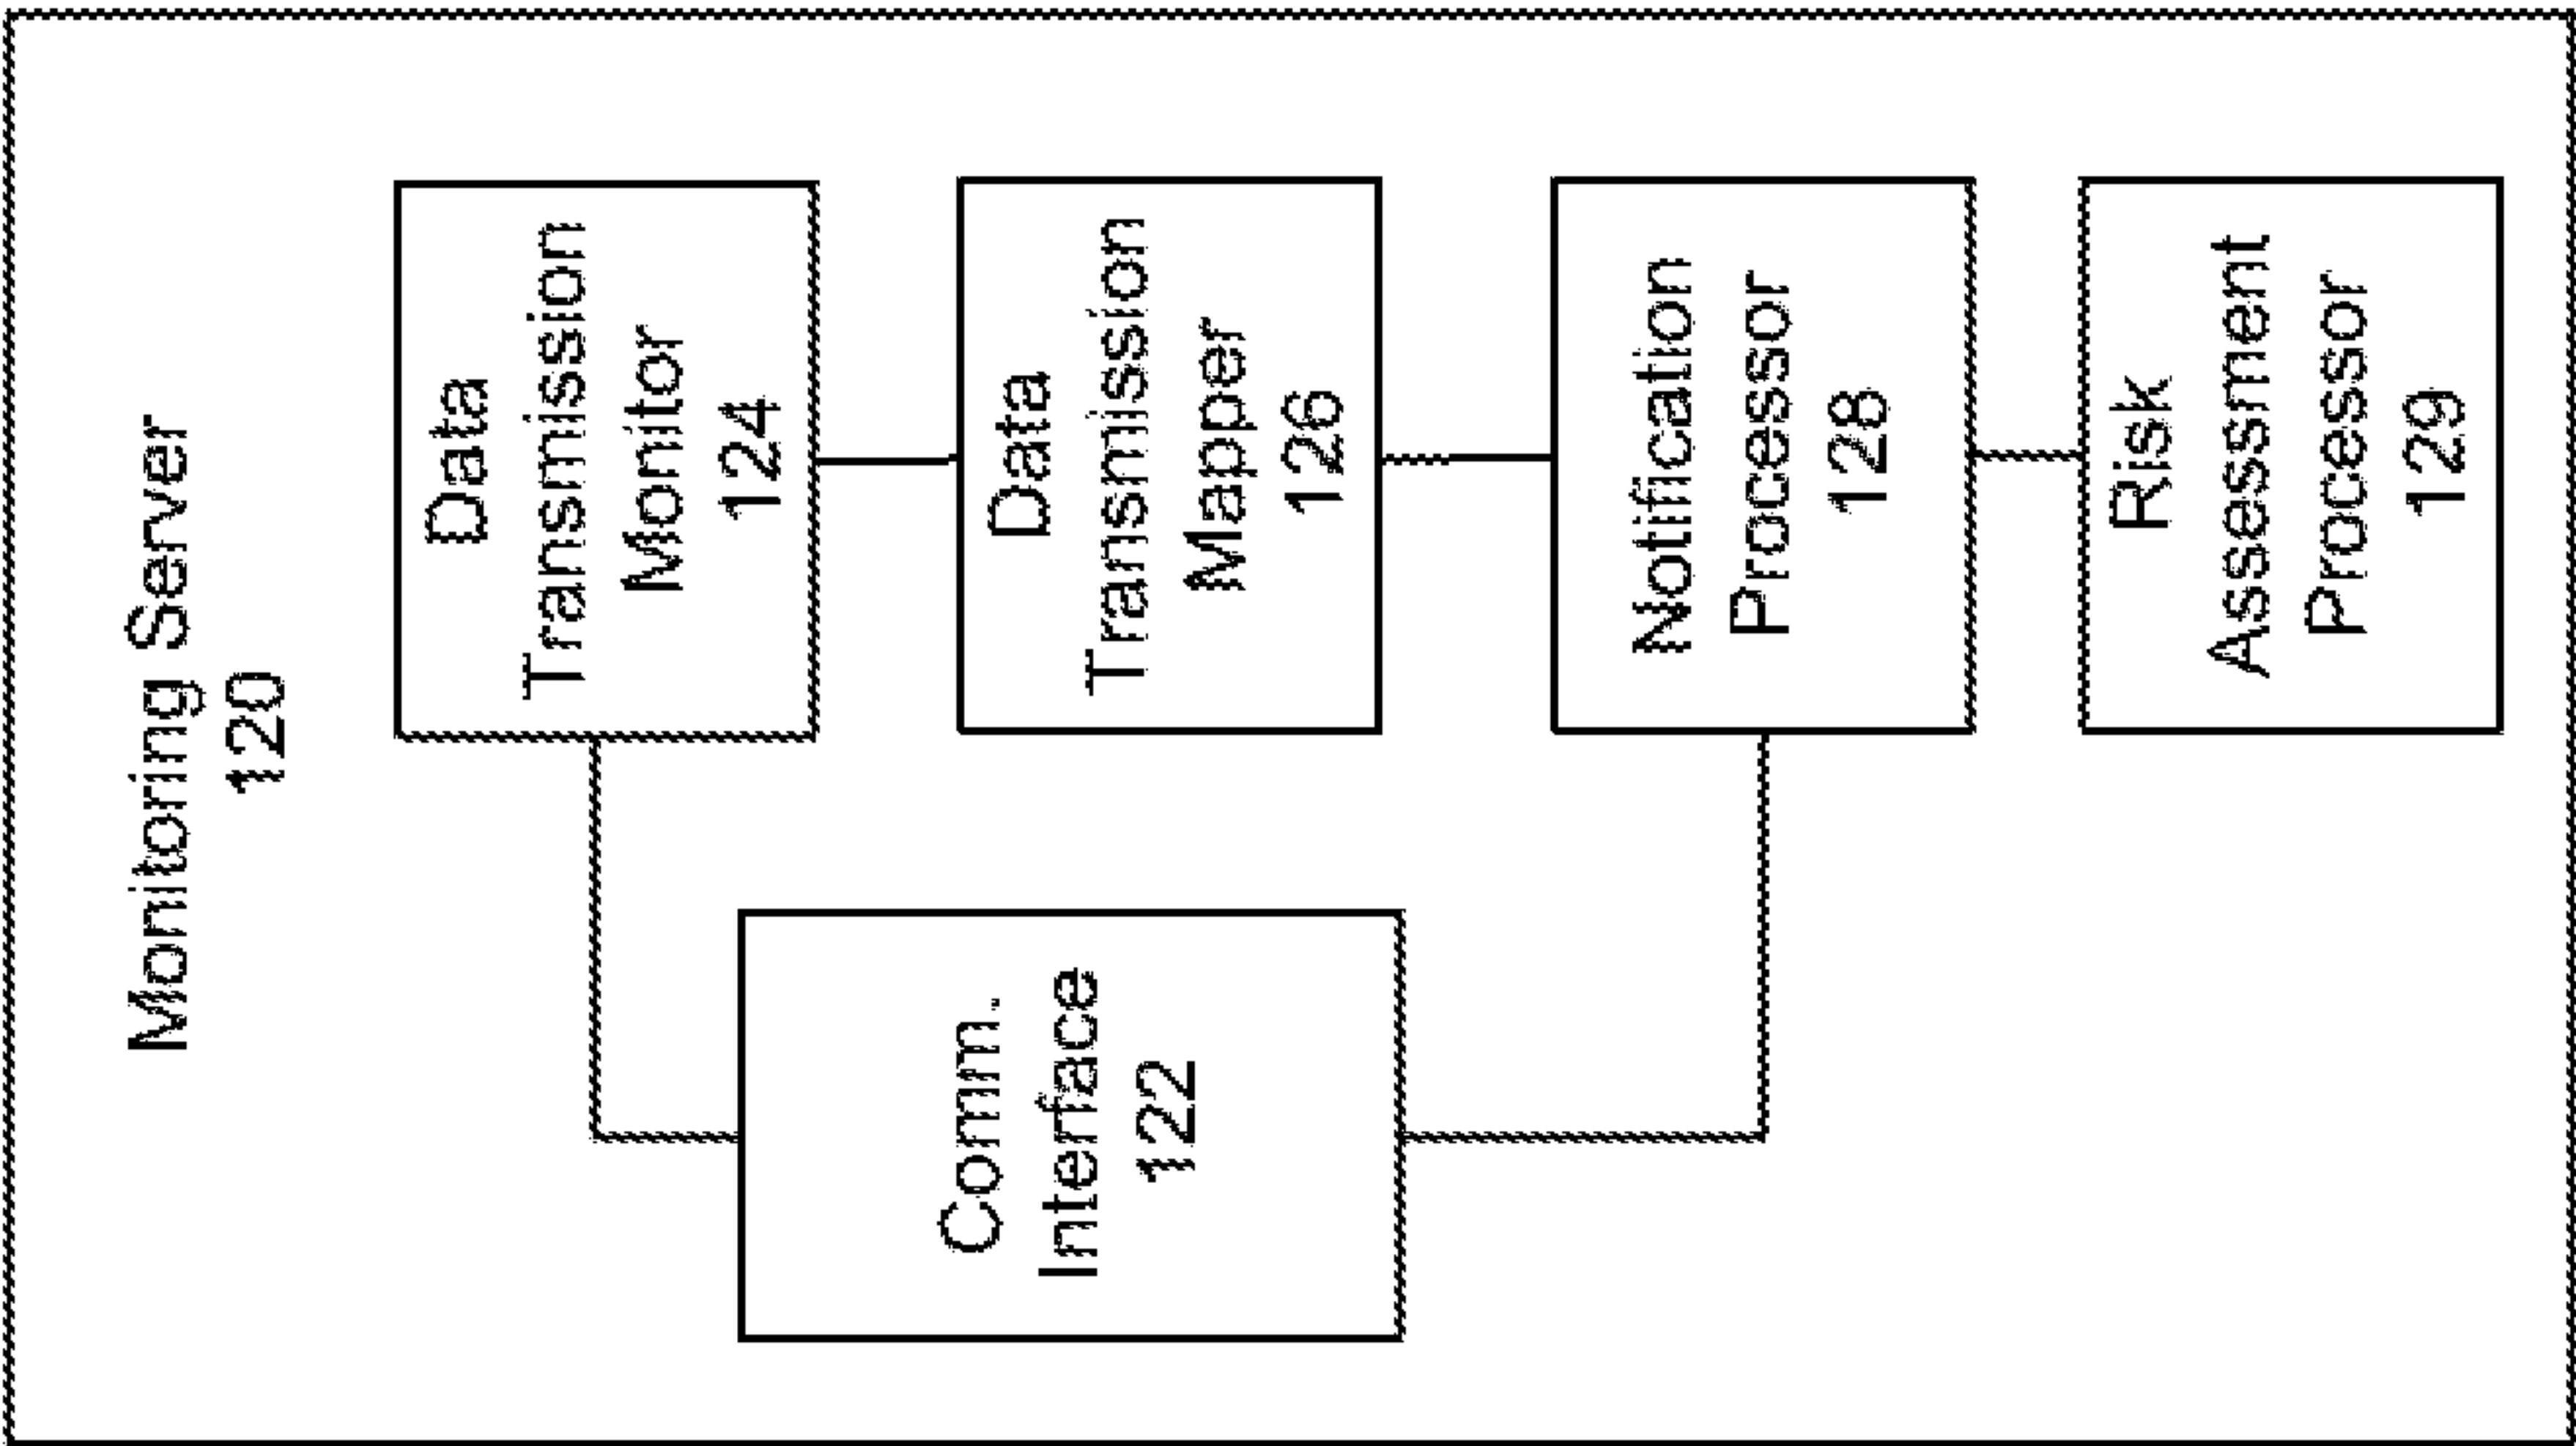 Monitoring Server
120
Data
Transmission
Monitor
124
Comm.
Interface
122
Data
Transmission
Mapper
126
Notification
Processor
128
Risk
Assessment
Processor
129